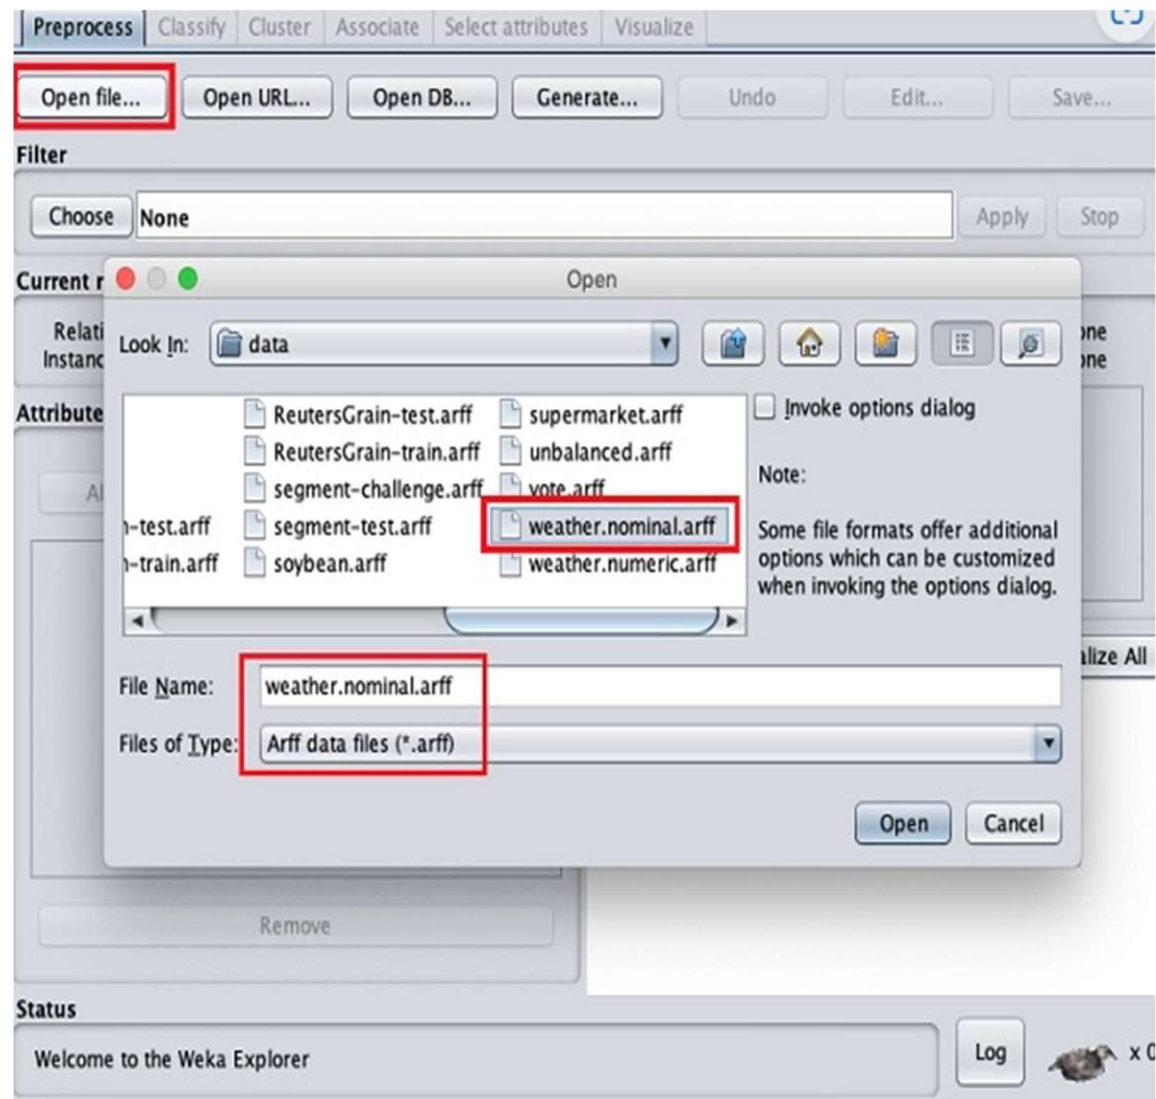 Preprocess Classify Cluster Associate Select attributes Visualize
Open file... Open URL... Open DB... Generate... Undo Edit... Save...
Filter
Choose None Apply Stop
Current r
Open
Relati
Instanc
Look In: data
one
one
Attribute
ReutersGrain-test.arff supermarket.arff
ReutersGrain-train.arff unbalanced.arff
segment-challenge.arff vote.arff
-test.arff segment-test.arff weather.nominal.arff
-train.arff soybean.arff weather.numeric.arff
Invoke options dialog
Note:
Some file formats offer additional
options which can be customized
when invoking the options dialog.
Al
alize All
File Name: weather.nominal.arff
Files of Type: Arff data files (*.arff)
Open Cancel
Remove
Status
Welcome to the Weka Explorer
Log x 0